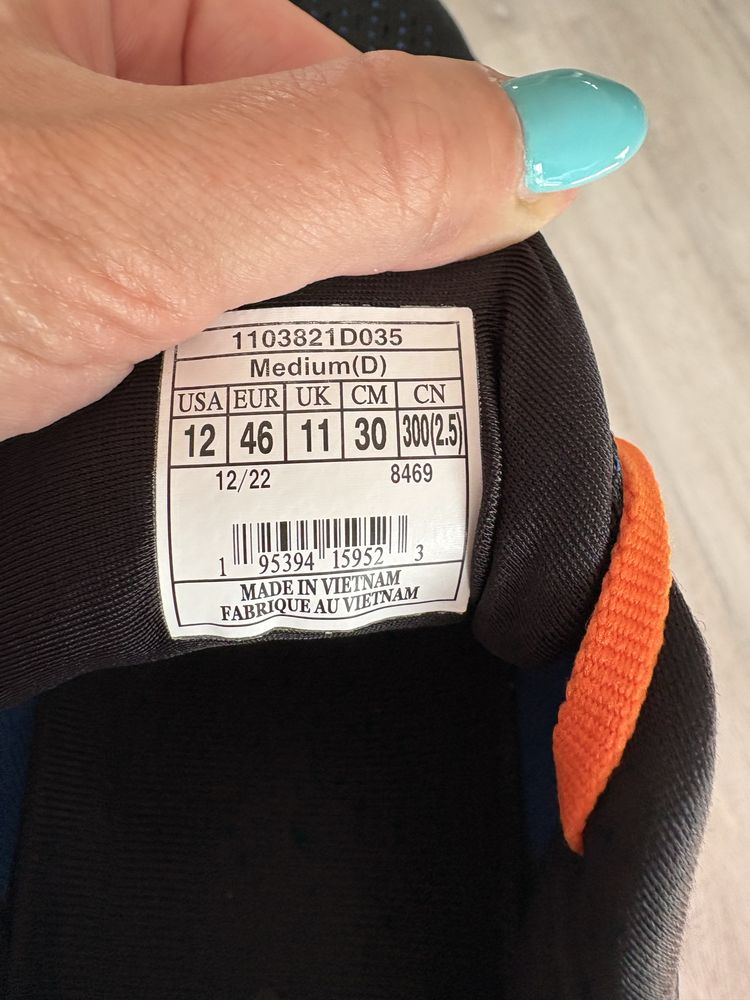 1103821D035
Medium(D)
USA EUR UK CM CN
12 46 11 30 300(2.5)
12/22 8469
1 95394 15952 3
MADE IN VIETNAM
FABRIQUE AU VIETNAM